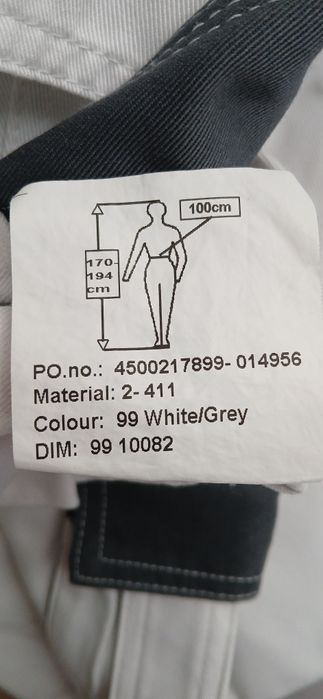 100cm
170-
194
cm
PO.no.: 4500217899- 014956
Material: 2- 411
Colour: 99 White/Grey
DIM: 99 10082